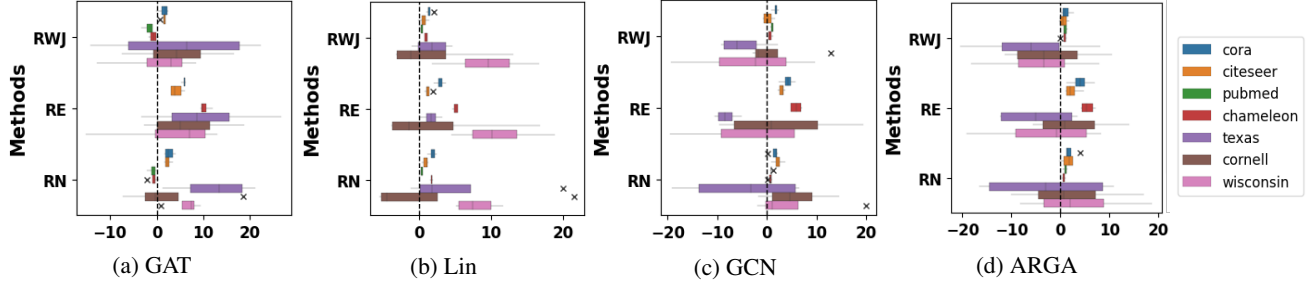 Methods
RWJ
RE
RN
−10 0 10 20
(a) GAT
Methods
RWJ
RE
RN
0 10 20
(b) Lin
Methods
RWJ
RE
RN
−20 −10 0 10 20
(c) GCN
Methods
RWJ
RE
RN
−20 −10 0 10 20
(d) ARGA
cora
citeseer
pubmed
chameleon
texas
cornell
wisconsin